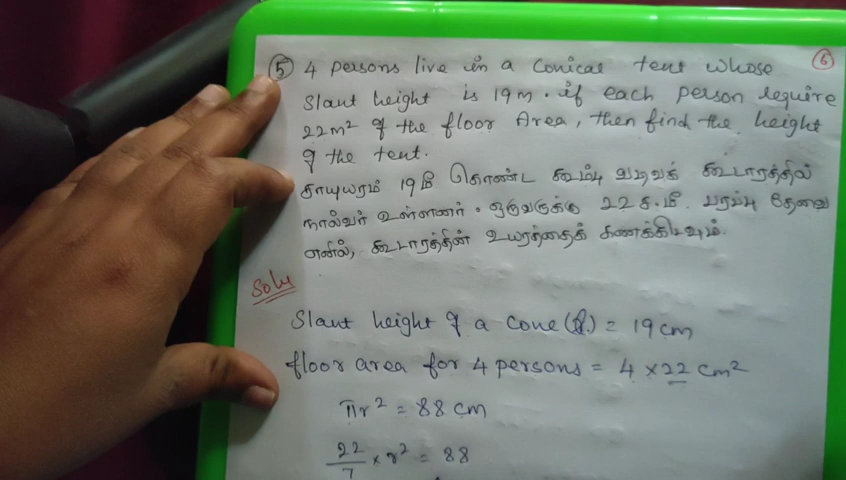 ⑤ 4 persons live in a conical tent whose
⑥
slant height is 19m. if each person require
22m² of the floor Area, then find the height
of the tent.
சாயுயரம் 19மீ கொண்ட கூம்பு வடிவக் கூடாரத்தில்
நால்வர் உள்ளனர். ஒருவருக்கு 22 ச.மீ. பரப்பு தேவை
எனில், கூடாரத்தின் உயரத்தைக் கணக்கிடவும்.
Solu
Slant height of a cone (l) = 19 cm
floor area for 4 persons = 4 × 22 cm²
πr² = 88 cm
22/7 × r² = 88